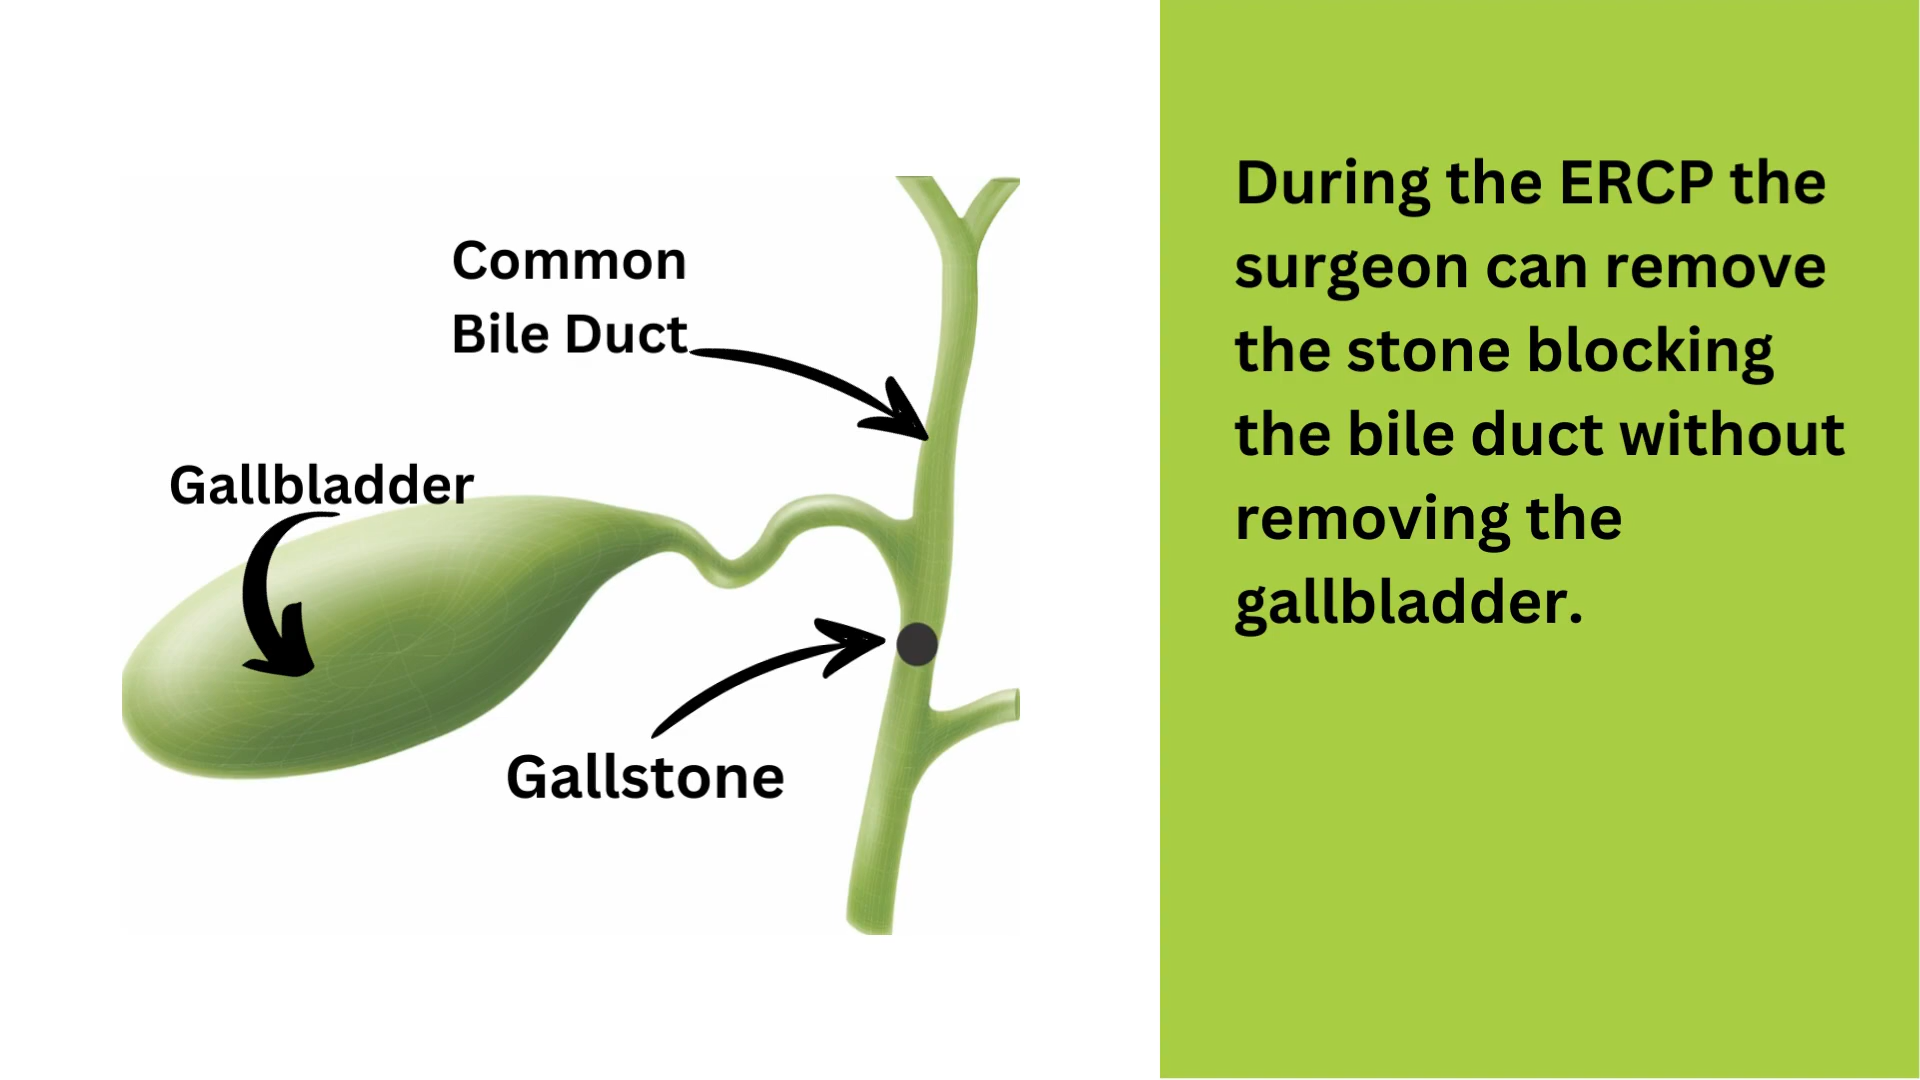 Common
Bile Duct
Gallbladder
Gallstone
During the ERCP the
surgeon can remove
the stone blocking
the bile duct without
removing the
gallbladder.